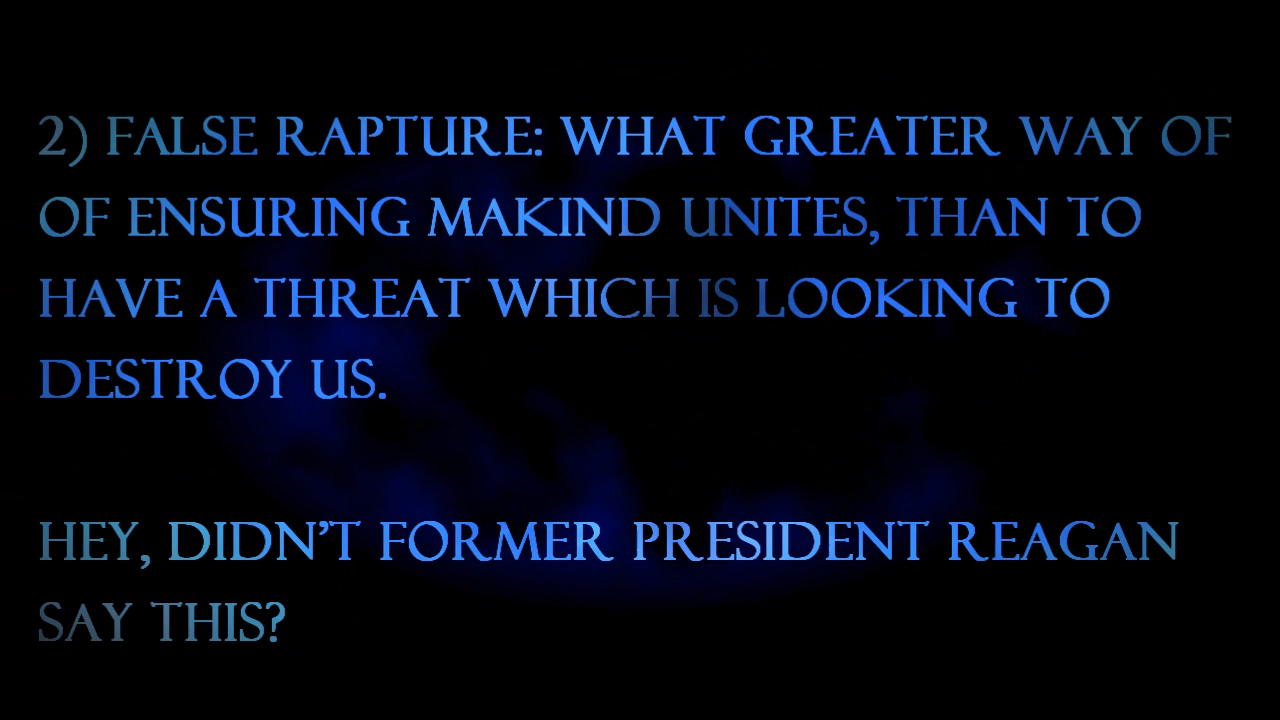 2) FALSE RAPTURE: WHAT GREATER WAY OF
OF ENSURING MAKIND UNITES, THAN TO
HAVE A THREAT WHICH IS LOOKING TO
DESTROY US.
HEY, DIDN'T FORMER PRESIDENT REAGAN
SAY THIS?